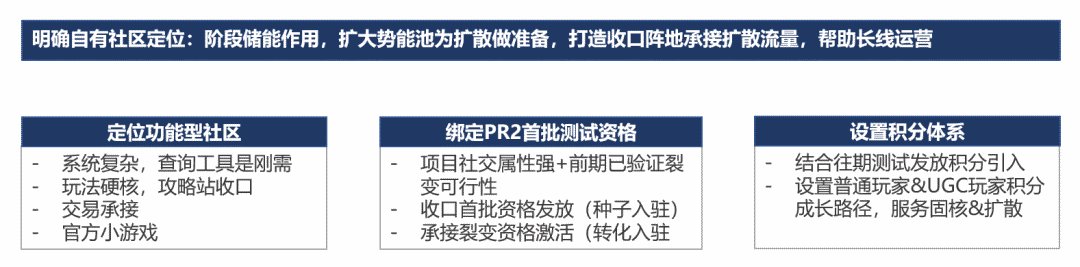 明确自有社区定位：阶段储能作用，扩大势能池为扩散做准备，打造收口阵地承接扩散流量，帮助长线运营
定位功能型社区
- 系统复杂，查询工具是刚需
- 玩法硬核，攻略站收口
- 交易承接
- 官方小游戏
绑定PR2首批测试资格
- 项目社交属性强+前期已验证裂
变可行性
- 收口首批资格发放（种子入驻）
- 承接裂变资格激活（转化入驻
设置积分体系
- 结合往期测试发放积分引入
- 设置普通玩家&UGC玩家积分
成长路径，服务固核&扩散